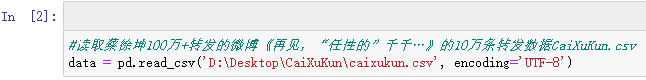 In [2]:
#读取蔡徐坤100万+转发的微博《再见，“任性的”千千…》的10万条转发数据CaiXuKun.csv
data = pd.read_csv('D:\Desktop\CaiXuKun\caixukun.csv', encoding='UTF-8')